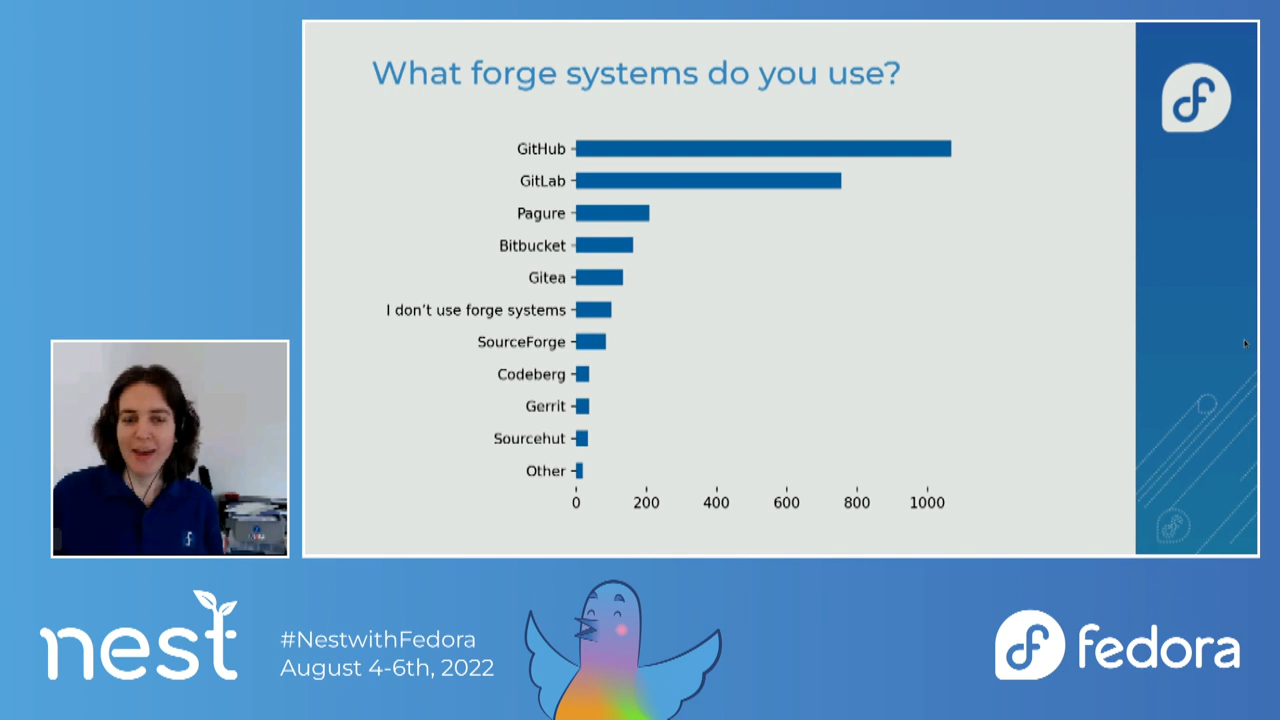 What forge systems do you use?
GitHub
GitLab
Pagure
Bitbucket
Gitea
I don’t use forge systems
SourceForge
Codeberg
Gerrit
Sourcehut
Other
0 200 400 600 800 1000
nest
#NestwithFedora
August 4-6th, 2022
fedora